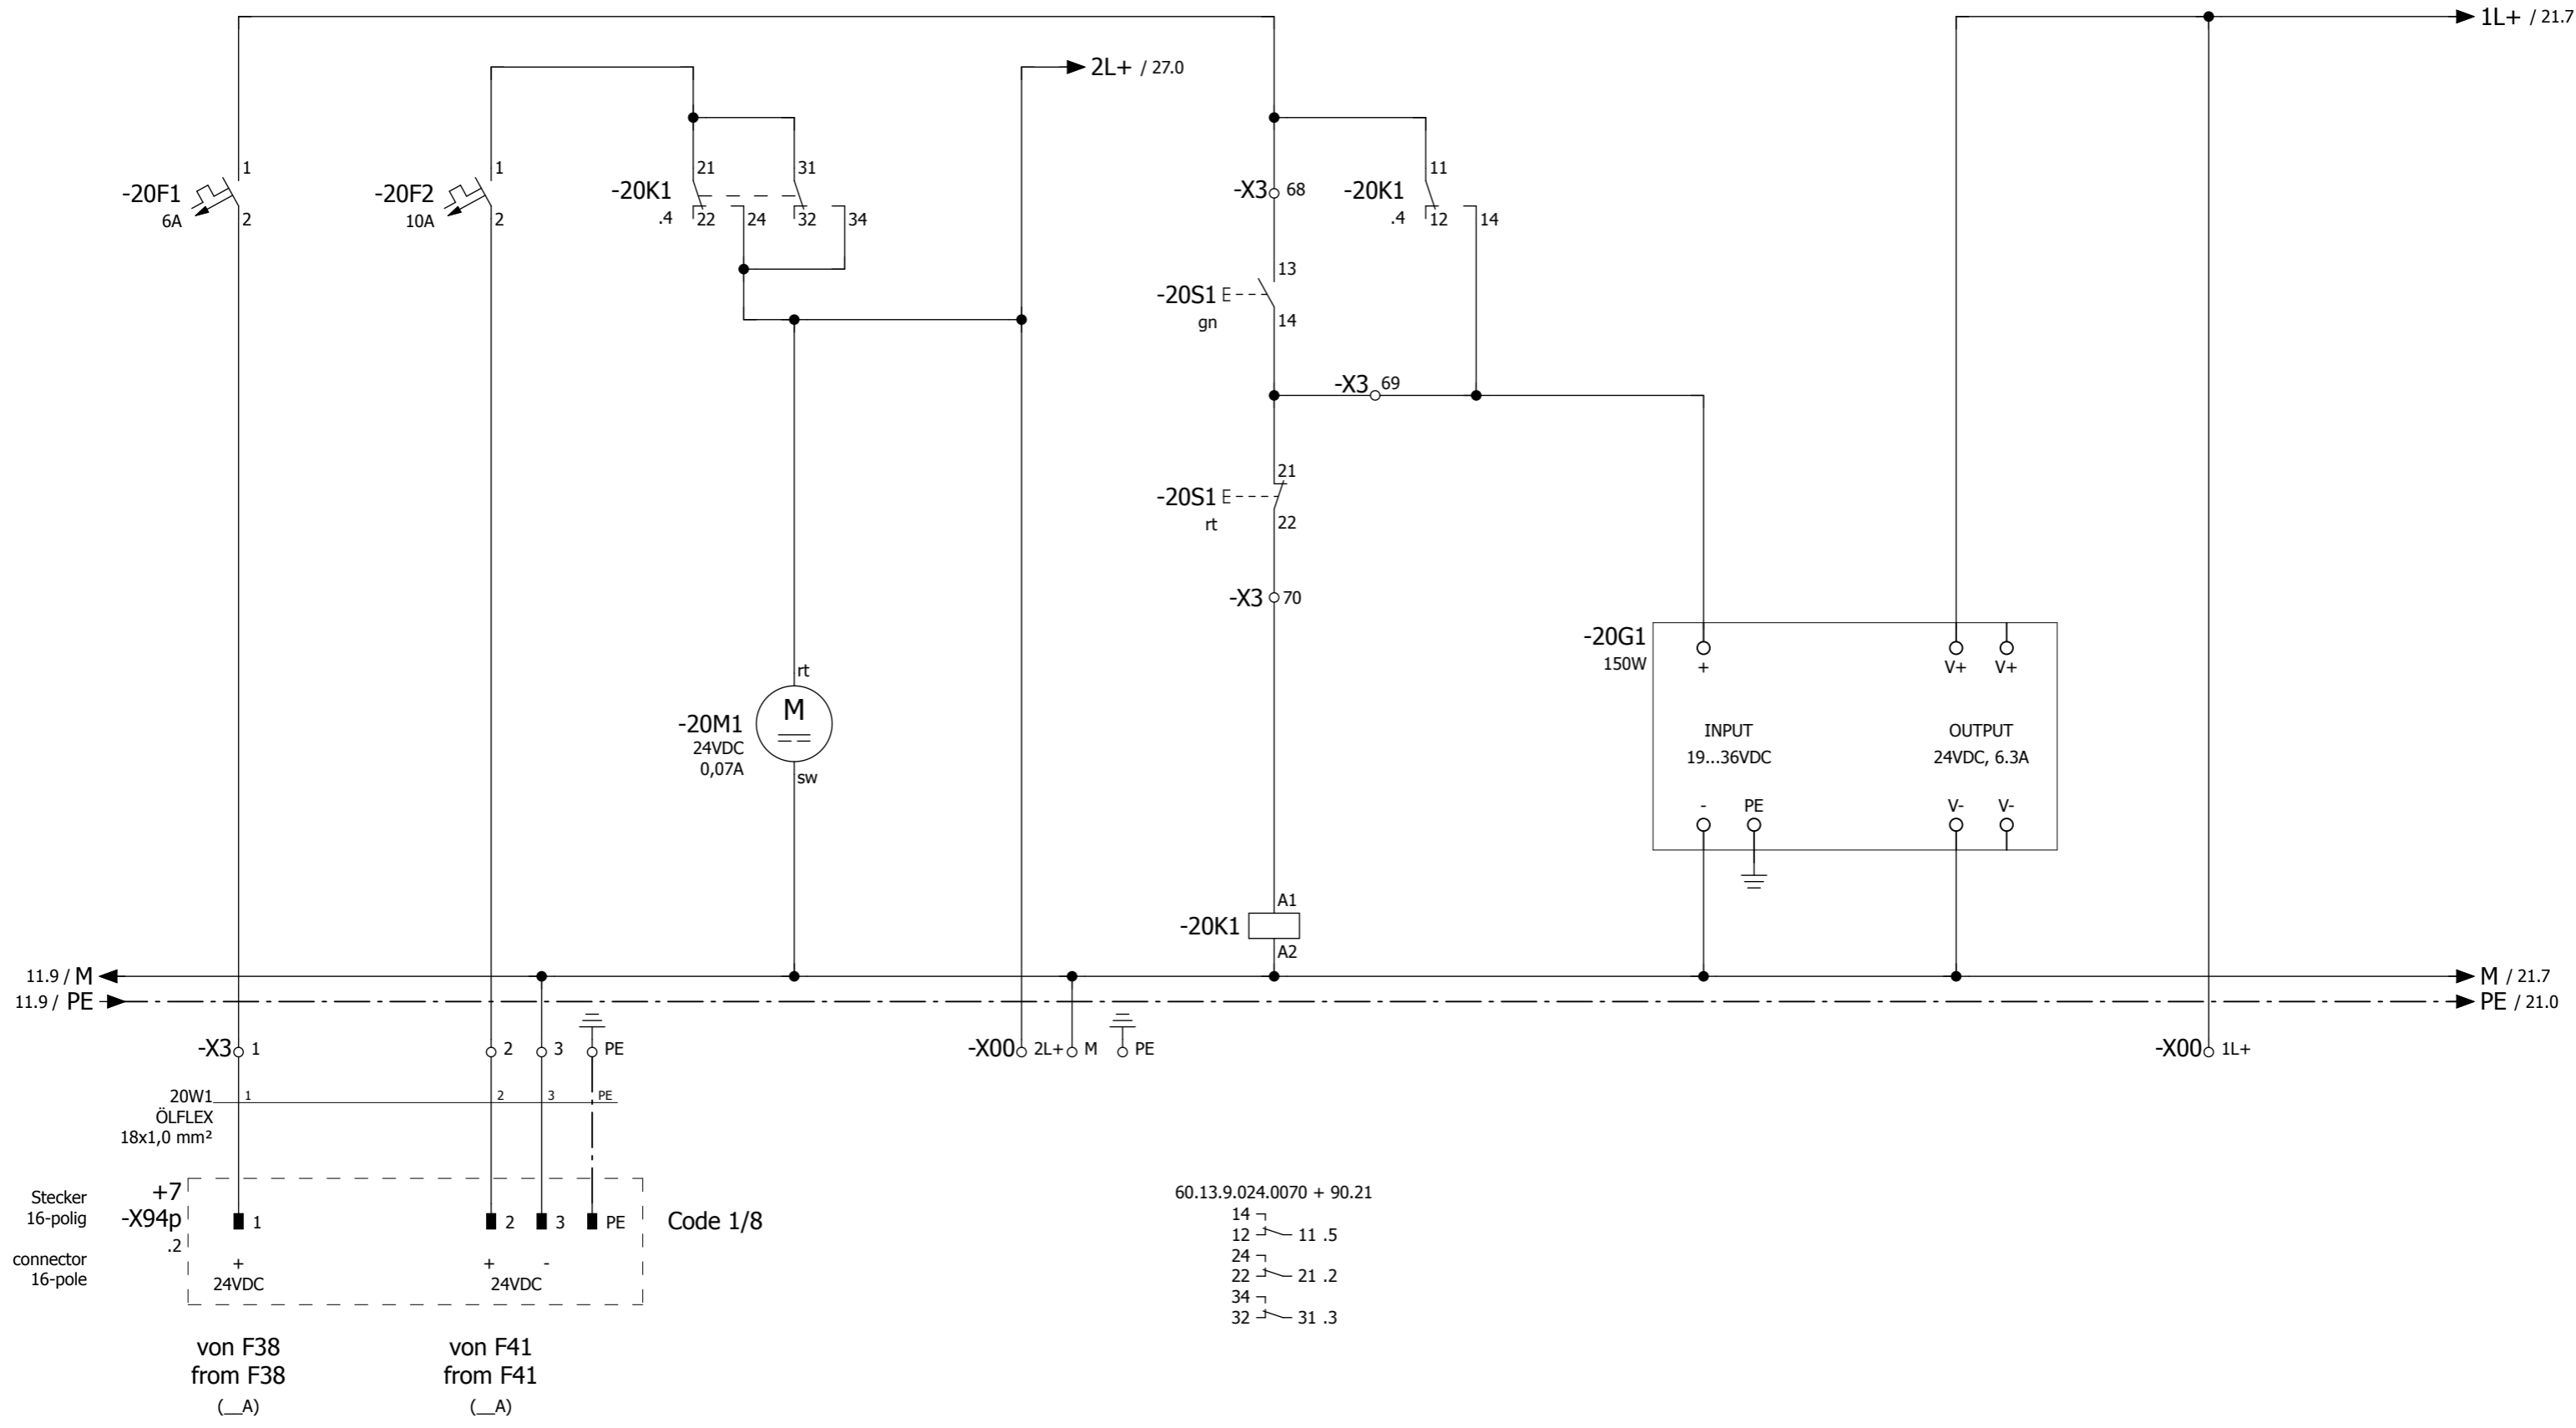 1L+ / 21.7
2L+ / 27.0
-20F1
6A
1
2
-20F2
10A
1
2
-20K1
.4
21
22
24
31
32
34
-X3
68
-20K1
.4
11
12
14
-20S1
gn
13
14
-X3
69
-20S1
rt
21
22
-X3
70
-20M1
24VDC
0,07A
rt
M
sw
-20G1
150W
+
V+
V+
INPUT
19...36VDC
OUTPUT
24VDC, 6.3A
-
PE
V-
V-
-20K1
A1
A2
11.9 / M
M / 21.7
11.9 / PE
PE / 21.0
-X3
1
2
3
PE
-X00
2L+
M
PE
-X00
1L+
20W1
ÖLFLEX
18x1,0 mm²
1
2
3
PE
Stecker
16-polig
connector
16-pole
+7
-X94p
.2
1
2
3
PE
Code 1/8
+
24VDC
+ -
24VDC
von F38
from F38
(__A)
von F41
from F41
(__A)
60.13.9.024.0070 + 90.21
14
12 11 .5
24
22 21 .2
34
32 31 .3